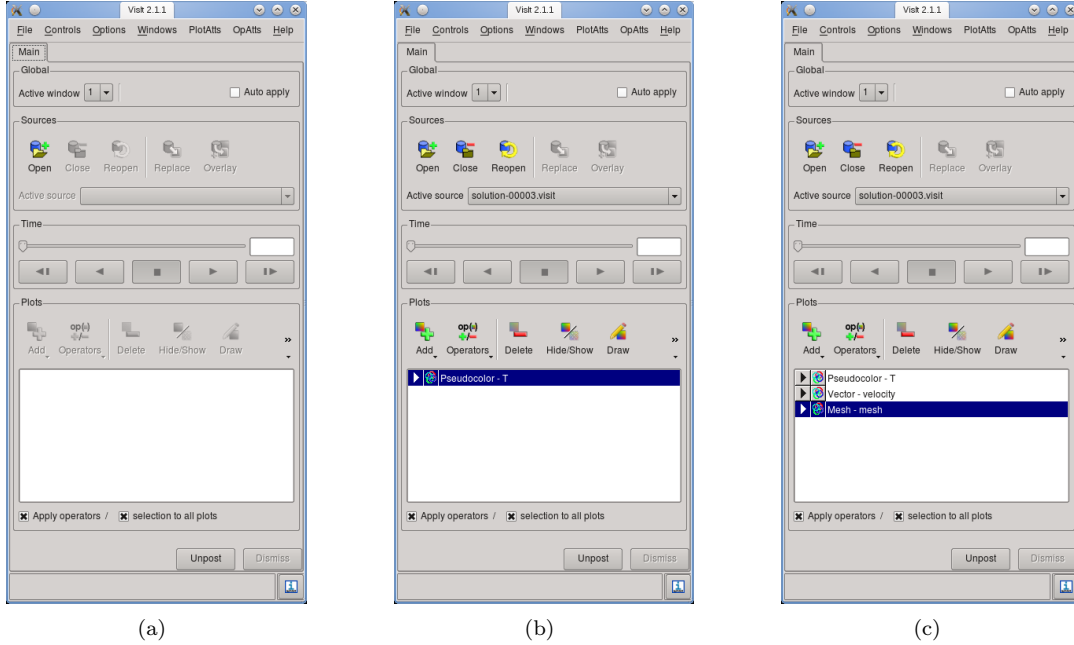 VisIt 2.1.1
File Controls Options Windows PlotAtts OpAtts Help
Main
Global
Active window 1 Auto apply
Sources
Open Close Reopen Replace Overlay
Active source
Time
Plots
Add Operators Delete Hide/Show Draw »
Apply operators / selection to all plots
Unpost Dismiss
(a)
VisIt 2.1.1
File Controls Options Windows PlotAtts OpAtts Help
Main
Global
Active window 1 Auto apply
Sources
Open Close Reopen Replace Overlay
Active source solution-00003.visit
Time
Plots
op(+)
Add Operators Delete Hide/Show Draw »
Pseudocolor - T
Apply operators / selection to all plots
Unpost Dismiss
(b)
VisIt 2.1.1
File Controls Options Windows PlotAtts OpAtts Help
Main
Global
Active window 1 Auto apply
Sources
Open Close Reopen Replace Overlay
Active source solution-00003.visit
Time
Plots
Add Operators Delete Hide/Show Draw »
Pseudocolor - T
Vector - velocity
Mesh - mesh
Apply operators / selection to all plots
Unpost Dismiss
(c)